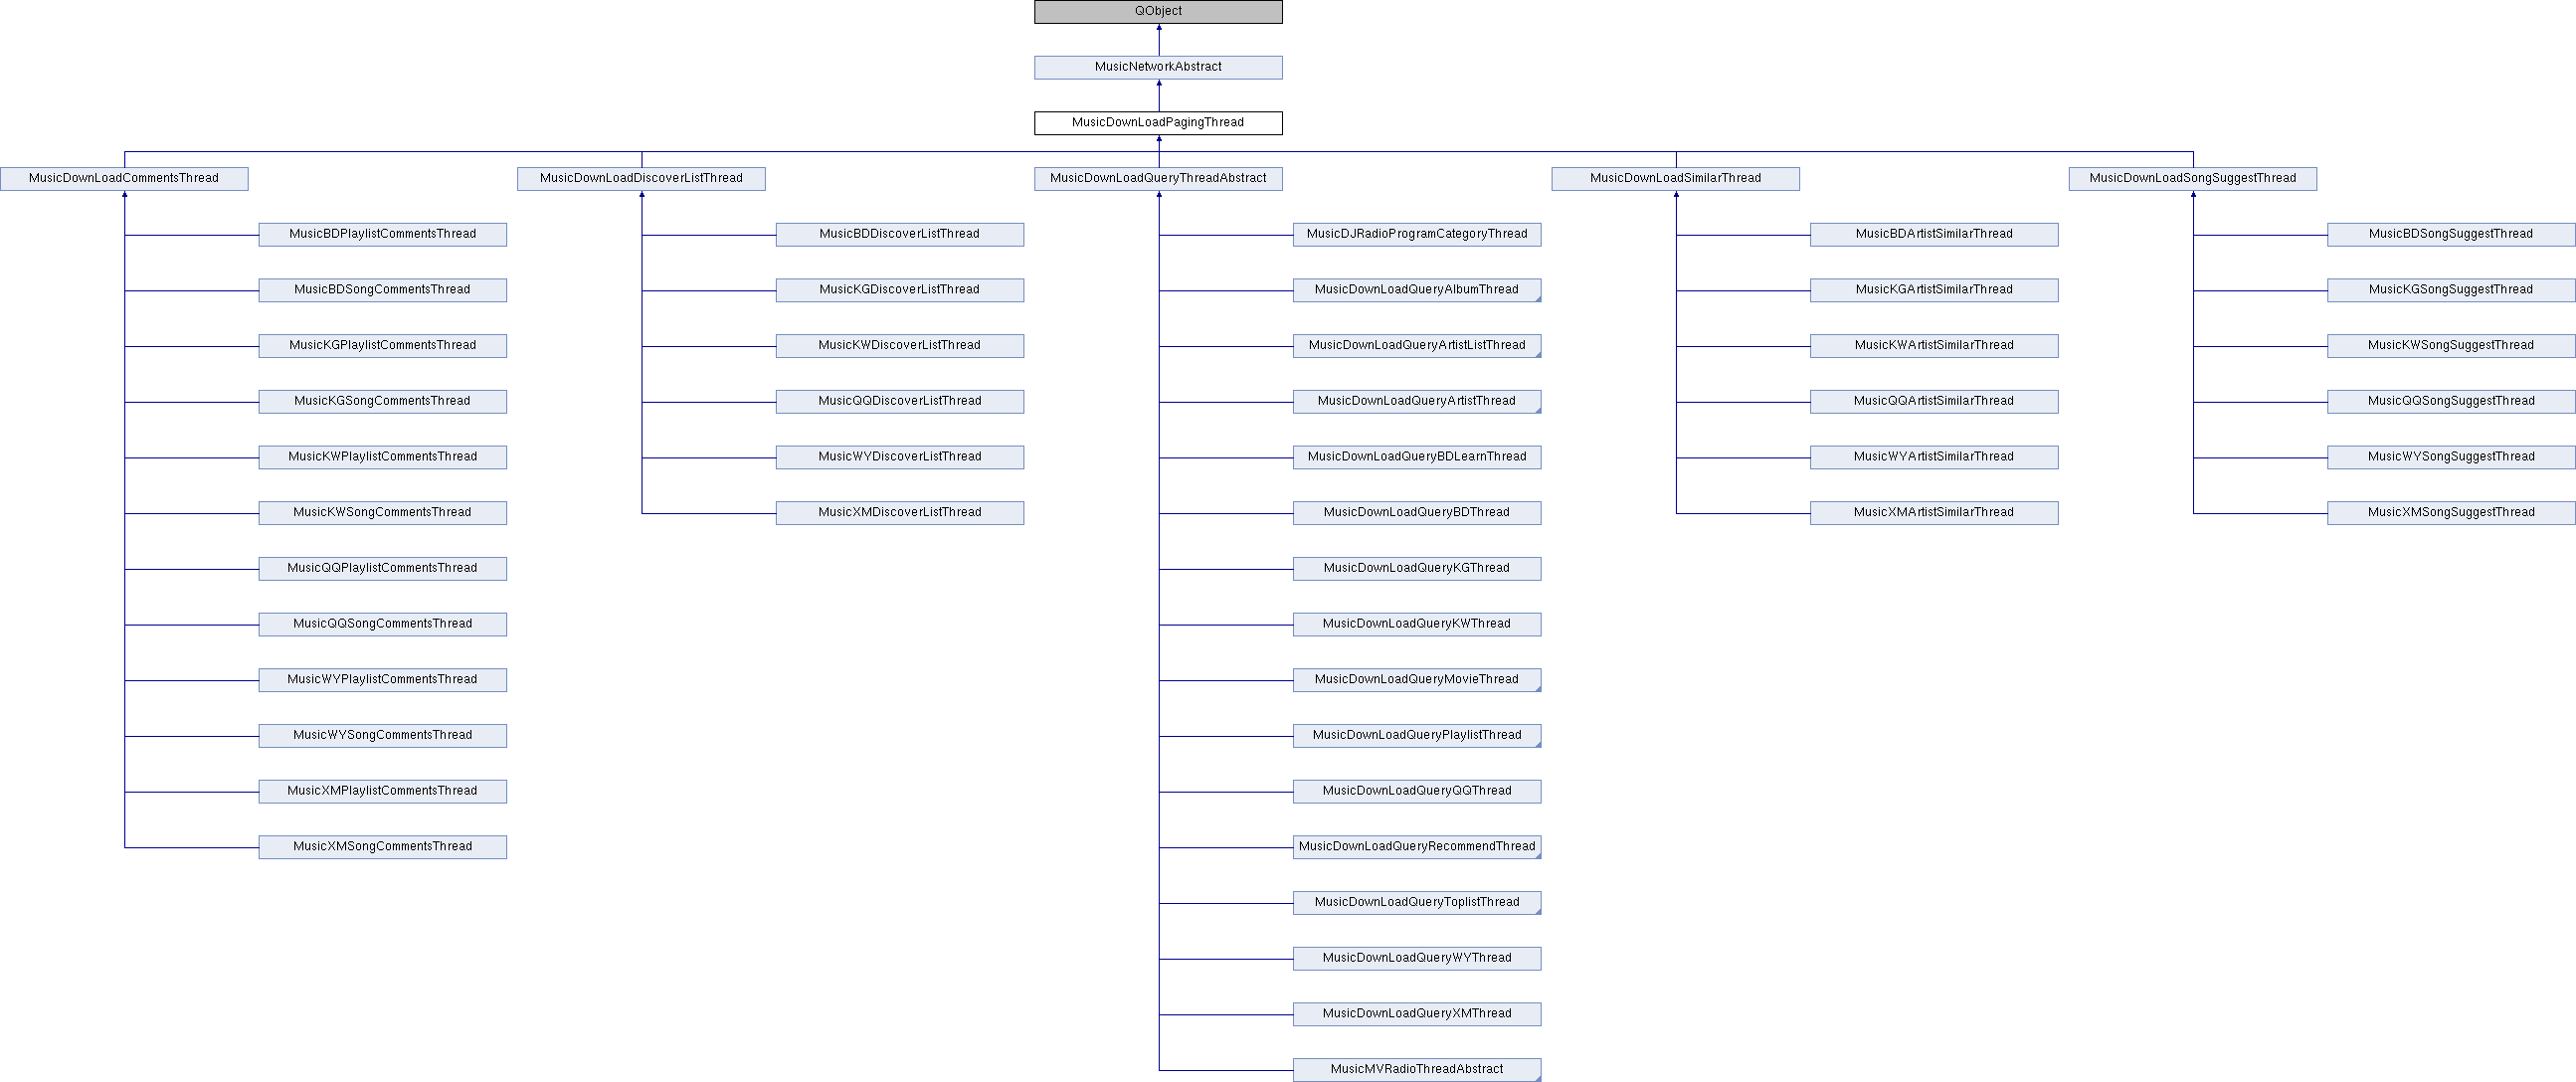 QObject
MusicNetworkAbstract
MusicDownLoadPagingThread
MusicDownLoadCommentsThread
MusicDownLoadDiscoverListThread
MusicDownLoadQueryThreadAbstract
MusicDownLoadSimilarThread
MusicDownLoadSongSuggestThread
MusicBDPlaylistCommentsThread
MusicBDSongCommentsThread
MusicKGPlaylistCommentsThread
MusicKGSongCommentsThread
MusicKWPlaylistCommentsThread
MusicKWSongCommentsThread
MusicQQPlaylistCommentsThread
MusicQQSongCommentsThread
MusicWYPlaylistCommentsThread
MusicWYSongCommentsThread
MusicXMPlaylistCommentsThread
MusicXMSongCommentsThread
MusicBDDiscoverListThread
MusicKGDiscoverListThread
MusicKWDiscoverListThread
MusicQQDiscoverListThread
MusicWYDiscoverListThread
MusicXMDiscoverListThread
MusicDJRadioProgramCategoryThread
MusicDownLoadQueryAlbumThread
MusicDownLoadQueryArtistListThread
MusicDownLoadQueryArtistThread
MusicDownLoadQueryBDLearnThread
MusicDownLoadQueryBDThread
MusicDownLoadQueryKGThread
MusicDownLoadQueryKWThread
MusicDownLoadQueryMovieThread
MusicDownLoadQueryPlaylistThread
MusicDownLoadQueryQQThread
MusicDownLoadQueryRecommendThread
MusicDownLoadQueryToplistThread
MusicDownLoadQueryWYThread
MusicDownLoadQueryXMThread
MusicMVRadioThreadAbstract
MusicBDArtistSimilarThread
MusicKGArtistSimilarThread
MusicKWArtistSimilarThread
MusicQQArtistSimilarThread
MusicWYArtistSimilarThread
MusicXMArtistSimilarThread
MusicBDSongSuggestThread
MusicKGSongSuggestThread
MusicKWSongSuggestThread
MusicQQSongSuggestThread
MusicWYSongSuggestThread
MusicXMSongSuggestThread